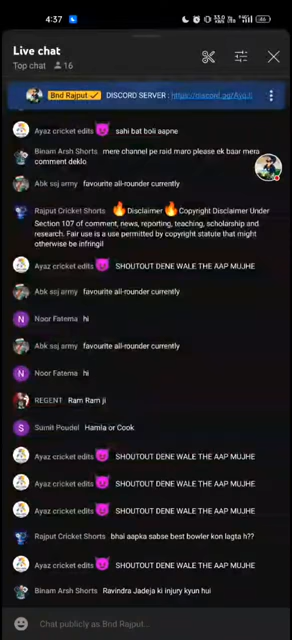 4:37
Live chat
Top chat 16
Bnd Rajput DISCORD SERVER :
Ayaz cricket edits sahi bat boli aapne
Binam Arsh Shorts mere channel pe raid maro please ek baar mera
comment deklo
Abk ssj army favourite all-rounder currently
Rajput Cricket Shorts Disclaimer Copyright Disclaimer Under
Section 107 of comment, news, reporting, teaching, scholarship and
research. Fair use is a use permitted by copyright statute that might
otherwise be infringil
Ayaz cricket edits SHOUTOUT DENE WALE THE AAP MUJHE
Abk ssj army favourite all-rounder currently
Noor Fatema hi
Abk ssj army favourite all-rounder currently
Noor Fatema hi
REGENT Ram Ram ji
Sumit Poudel Hamla or Cook
Ayaz cricket edits SHOUTOUT DENE WALE THE AAP MUJHE
Ayaz cricket edits SHOUTOUT DENE WALE THE AAP MUJHE
Ayaz cricket edits SHOUTOUT DENE WALE THE AAP MUJHE
Rajput Cricket Shorts bhai aapka sabse best bowler kon lagta h??
Ayaz cricket edits SHOUTOUT DENE WALE THE AAP MUJHE
Binam Arsh Shorts Ravindra Jadeja ki injury kyun hui
Chat publicly as Bnd Rajput...